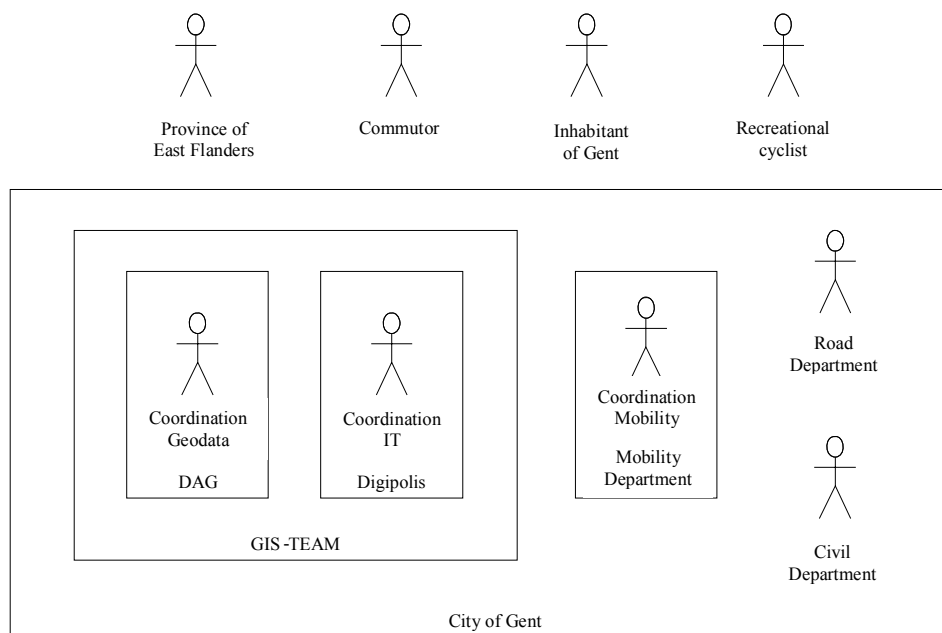 Province of
East Flanders
Commutor
Inhabitant
of Gent
Recreational
cyclist
Coordination
Geodata
DAG
Coordination
IT
Digipolis
GIS-TEAM
Coordination
Mobility
Mobility
Department
Road
Department
Civil
Department
City of Gent